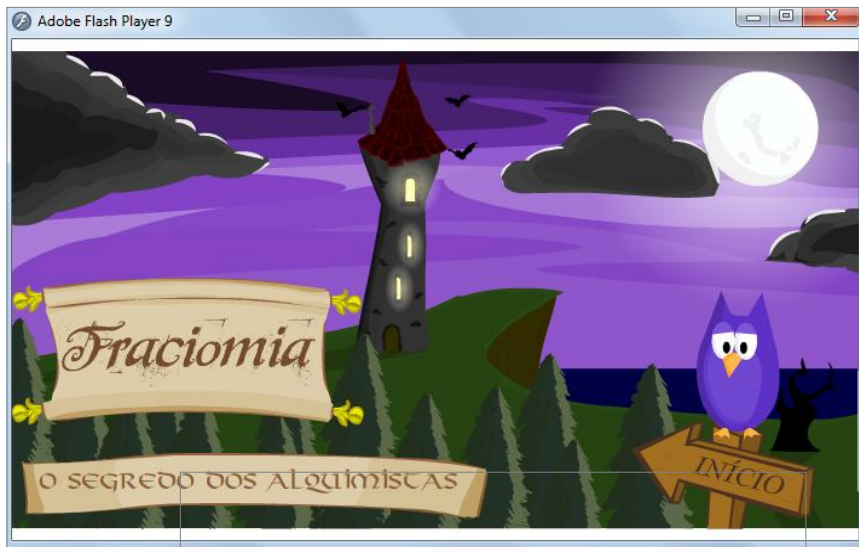 Adobe Flash Player 9
Fraciomia
O SEGREDO DOS ALQUIMISTAS
INÍCIO